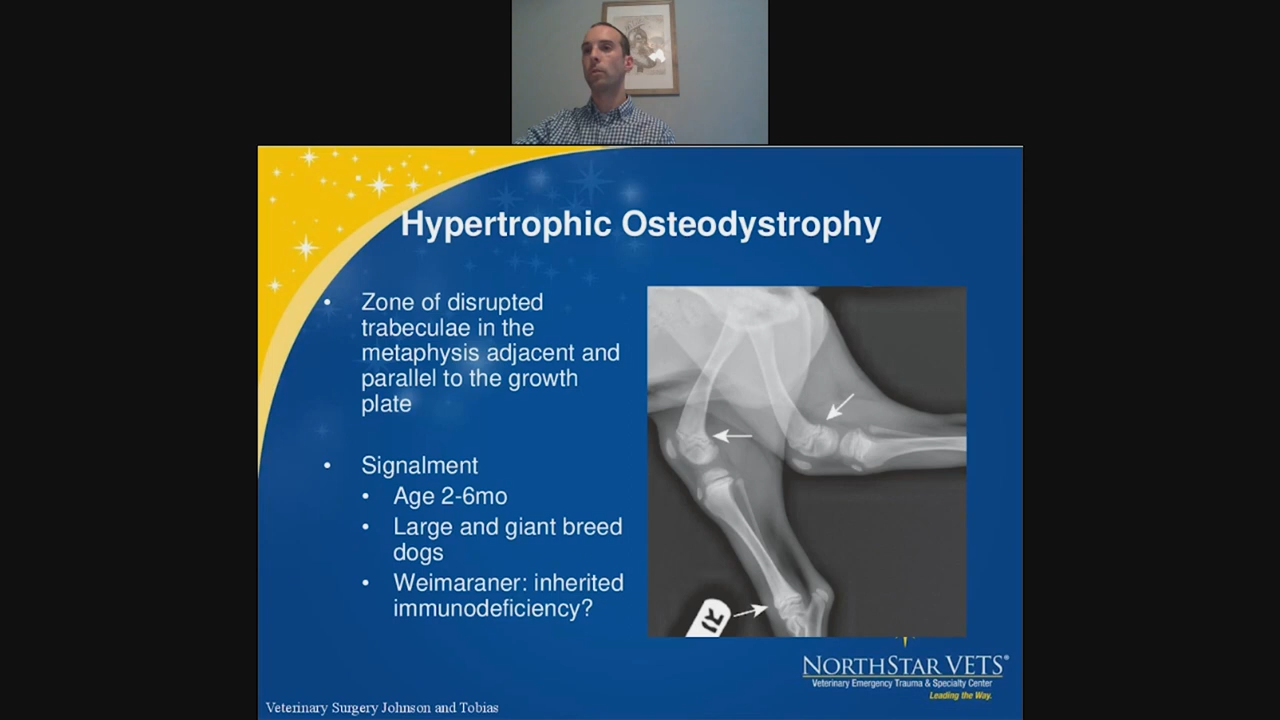 Hypertrophic Osteodystrophy
• Zone of disrupted
trabeculae in the
metaphysis adjacent and
parallel to the growth
plate
• Signalment
• Age 2-6mo
• Large and giant breed
dogs
• Weimaraner: inherited
immunodeficiency?
R
NORTHSTAR VETS®
Veterinary Emergency Trauma & Specialty Center
Leading the Way.
Veterinary Surgery Johnson and Tobias